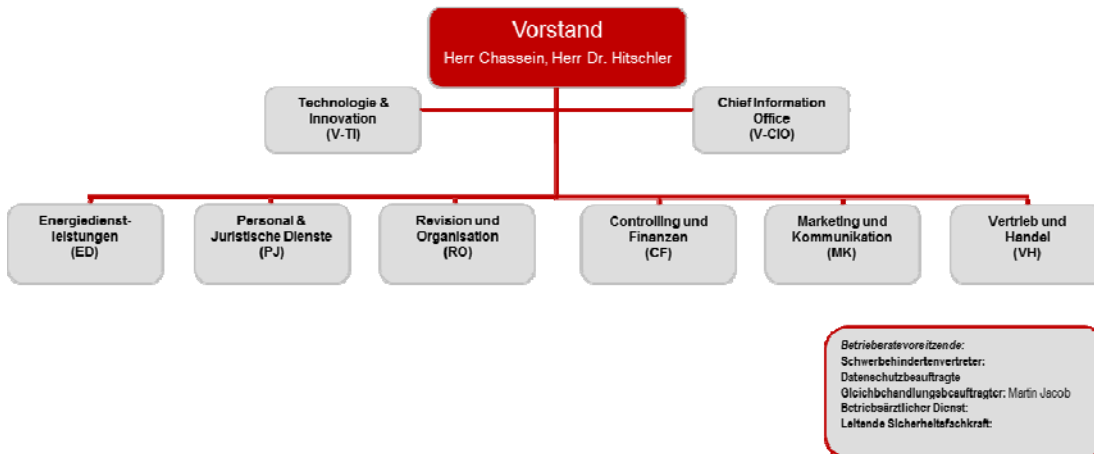 Vorstand
Herr Chassein, Herr Dr. Hitschler
Technologie &
Innovation
(V-TI)
Chief Information
Office
(V-CIO)
Energiedienst-
leistungen
(ED)
Personal &
Juristische Dienste
(PJ)
Revision und
Organisation
(RO)
Controlling und
Finanzen
(CF)
Marketing und
Kommunikation
(MK)
Vertrieb und
Handel
(VH)
Betriebsratsvorsitzende:
Schwerbehindertenvertreter:
Datenschutzbeauftragte
Gleichbehandlungsbeauftragter: Martin Jacob
Betriebsärztlicher Dienst:
Leitende Sicherheitsfachkraft: